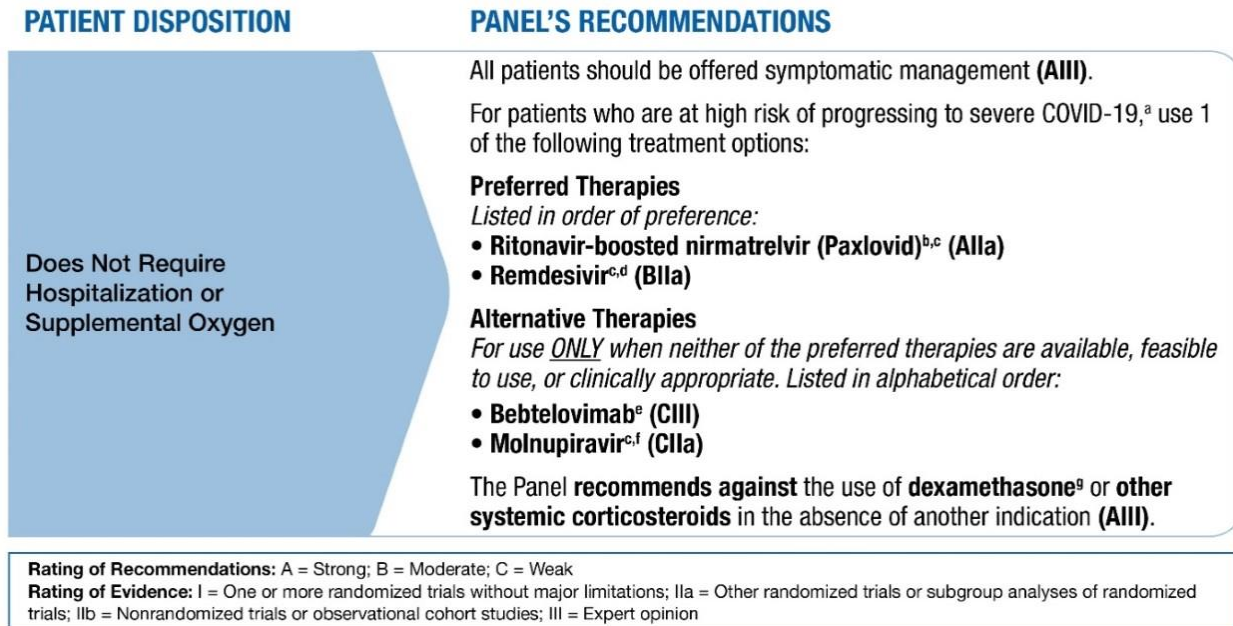 PATIENT DISPOSITION
PANEL'S RECOMMENDATIONS
Does Not Require
Hospitalization or
Supplemental Oxygen
All patients should be offered symptomatic management (AIII).
For patients who are at high risk of progressing to severe COVID-19,ᵃ use 1
of the following treatment options:
Preferred Therapies
Listed in order of preference:
• Ritonavir-boosted nirmatrelvir (Paxlovid)ᵇ,ᶜ (AIIa)
• Remdesivirᶜ,ᵈ (BIIa)
Alternative Therapies
For use ONLY when neither of the preferred therapies are available, feasible
to use, or clinically appropriate. Listed in alphabetical order:
• Bebtelovimabᵉ (CIII)
• Molnupiravirᶜ,ᶠ (CIIa)
The Panel recommends against the use of dexamethasoneᵍ or other
systemic corticosteroids in the absence of another indication (AIII).
Rating of Recommendations: A = Strong; B = Moderate; C = Weak
Rating of Evidence: I = One or more randomized trials without major limitations; IIa = Other randomized trials or subgroup analyses of randomized
trials; IIb = Nonrandomized trials or observational cohort studies; III = Expert opinion